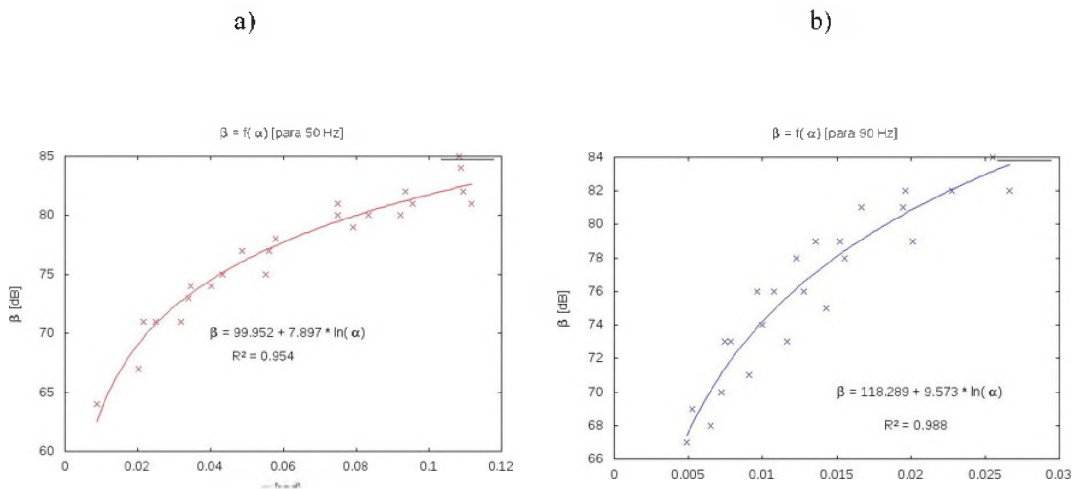 a)
β = f( α) [para 50 Hz]
85
80
75
70
65
60
β [dB]
β = 99.952 + 7.897 * ln( α)
R² = 0.954
0 0.02 0.04 0.06 0.08 0.1 0.12
b)
β = f( α) [para 90 Hz]
84
82
80
78
76
74
72
70
68
66
β [dB]
β = 118.289 + 9.573 * ln( α)
R² = 0.988
0 0.005 0.01 0.015 0.02 0.025 0.03